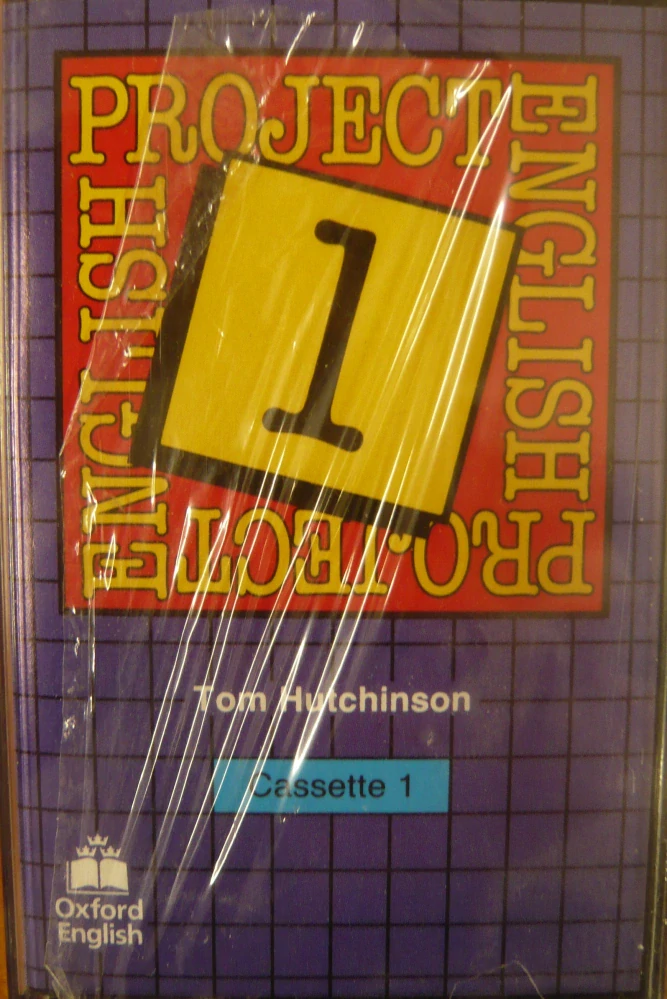 PROJECT
ENGLISH
PROJECT
ENGLISH
1
Tom Hutchinson
Cassette 1
Oxford
English